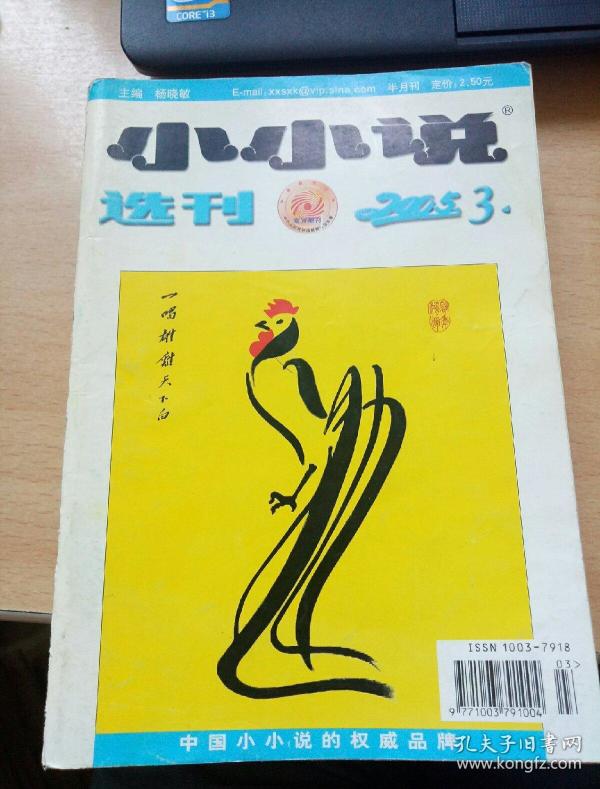 CORE i3
主编 杨晓敏 E-mail:xxsxk@vip.sina.com 半月刊 定价:2.50元
小小说®
选刊 2005.3.
一唱雄鸡天下白
ISSN 1003-7918
03>
9 771003 791004
中国小小说的权威品牌
孔夫子旧书网
www.kongfz.com